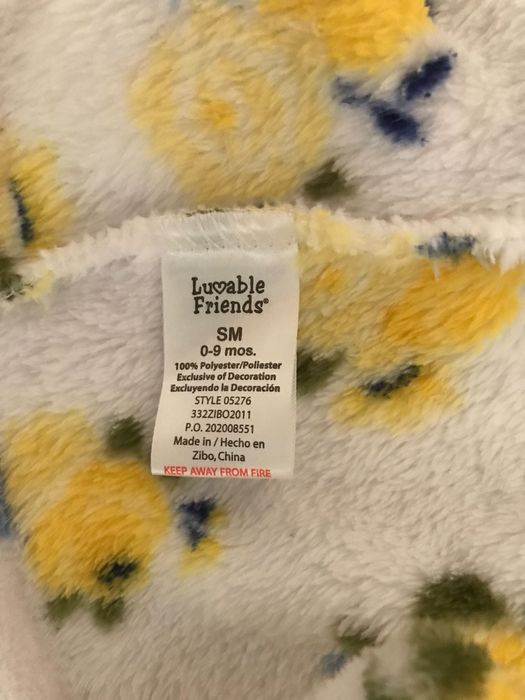 Luvable
Friends®
SM
0-9 mos.
100% Polyester/Poliester
Exclusive of Decoration
Excluyendo la Decoración
STYLE 05276
332ZIBO2011
P.O. 202008551
Made in / Hecho en
Zibo, China
KEEP AWAY FROM FIRE